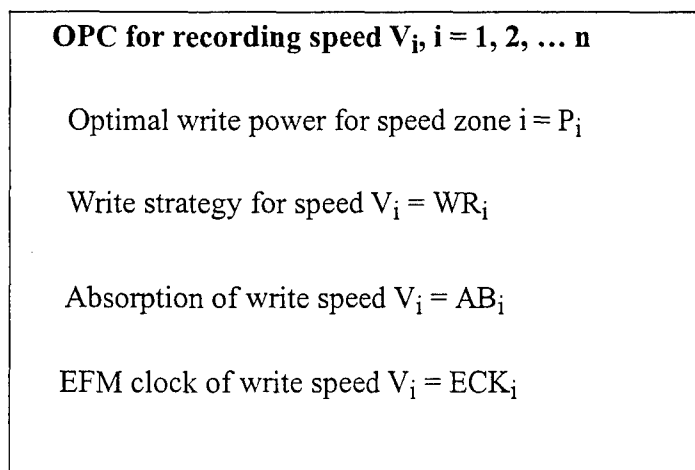 OPC for recording speed Vi, i = 1, 2, ... n
Optimal write power for speed zone i = Pi
Write strategy for speed Vi = WRi
Absorption of write speed Vi = ABi
EFM clock of write speed Vi = ECKi